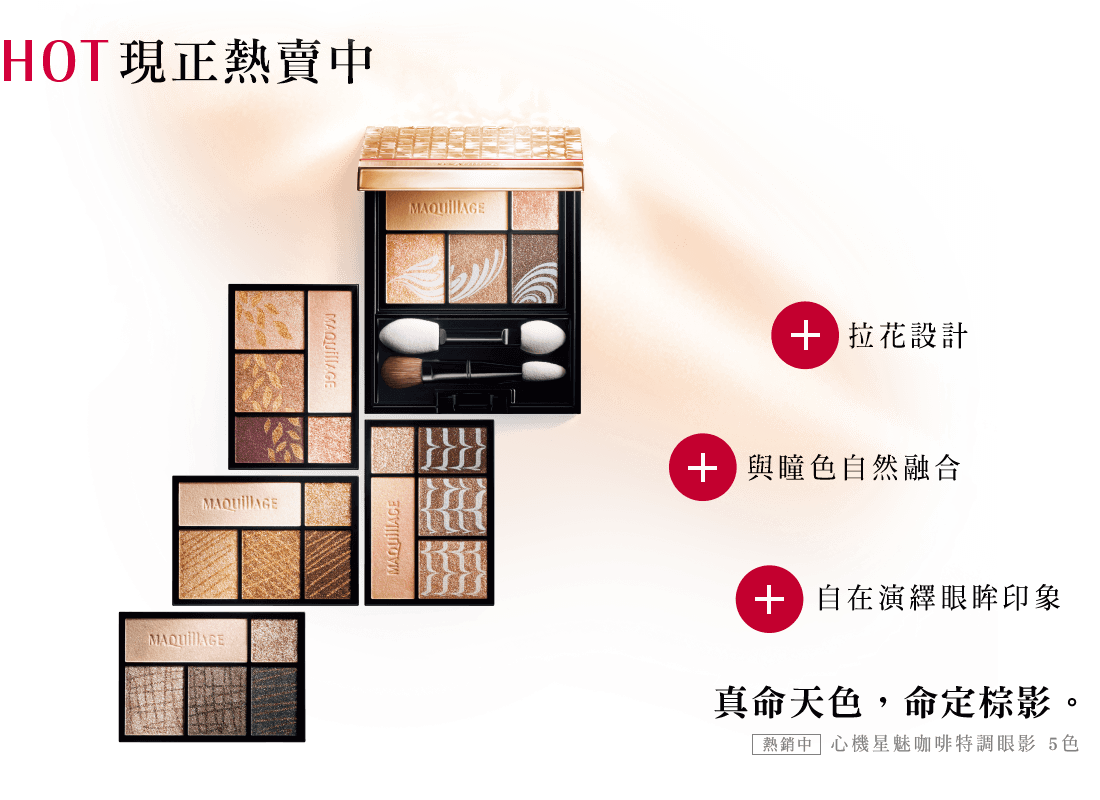 HOT 現正熱賣中
MAQuillAGE
MAQuillAGE
MAQuillAGE
MAQuillAGE
MAQuillAGE
拉花設計
與瞳色自然融合
自在演繹眼眸印象
真命天色，命定棕影。
熱銷中 心機星魅咖啡特調眼影 5色